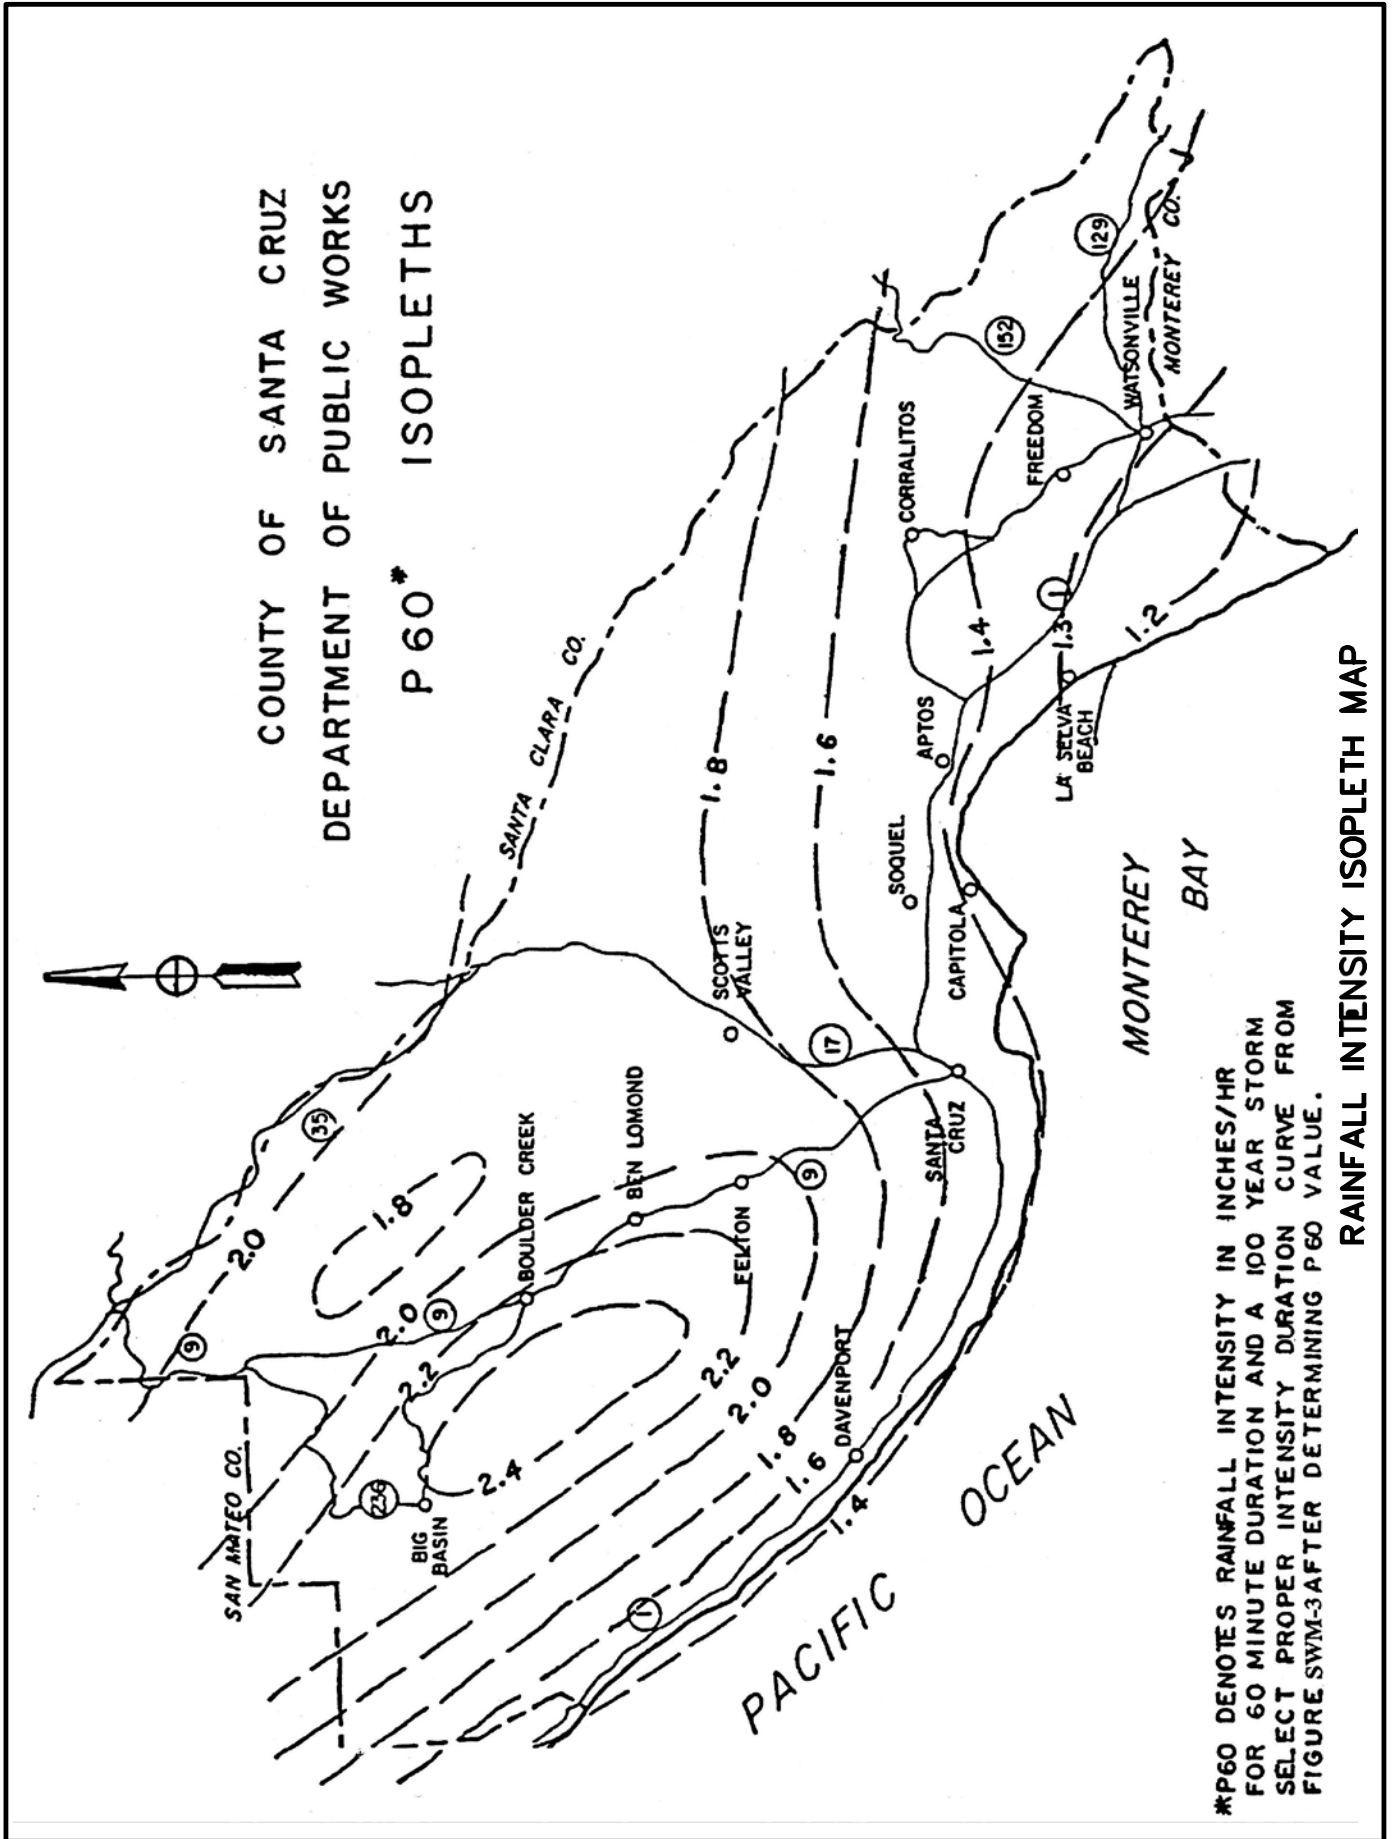 COUNTY OF SANTA CRUZ
DEPARTMENT OF PUBLIC WORKS
P60* ISOPLETHS
SAN MATEO CO.
SANTA CLARA CO.
MONTEREY CO.
9
35
2.0
1.8
2.0
9
2.2
236
BIG
BASIN
2.4
BOULDER CREEK
BEN LOMOND
FELTON
9
SCOTTS
VALLEY
17
2.2
2.0
1.8
1.6
1.4
1
DAVENPORT
SANTA
CRUZ
1.8
1.6
SOQUEL
CAPITOLA
APTOS
CORRALITOS
1.4
1
1.3
LA SELVA
BEACH
1.2
FREEDOM
152
WATSONVILLE
129
PACIFIC
OCEAN
MONTEREY
BAY
*P60 DENOTES RAINFALL INTENSITY IN INCHES/HR
FOR 60 MINUTE DURATION AND A 100 YEAR STORM
SELECT PROPER INTENSITY DURATION CURVE FROM
FIGURE SWM-3 AFTER DETERMINING P60 VALUE.
RAINFALL INTENSITY ISOPLETH MAP